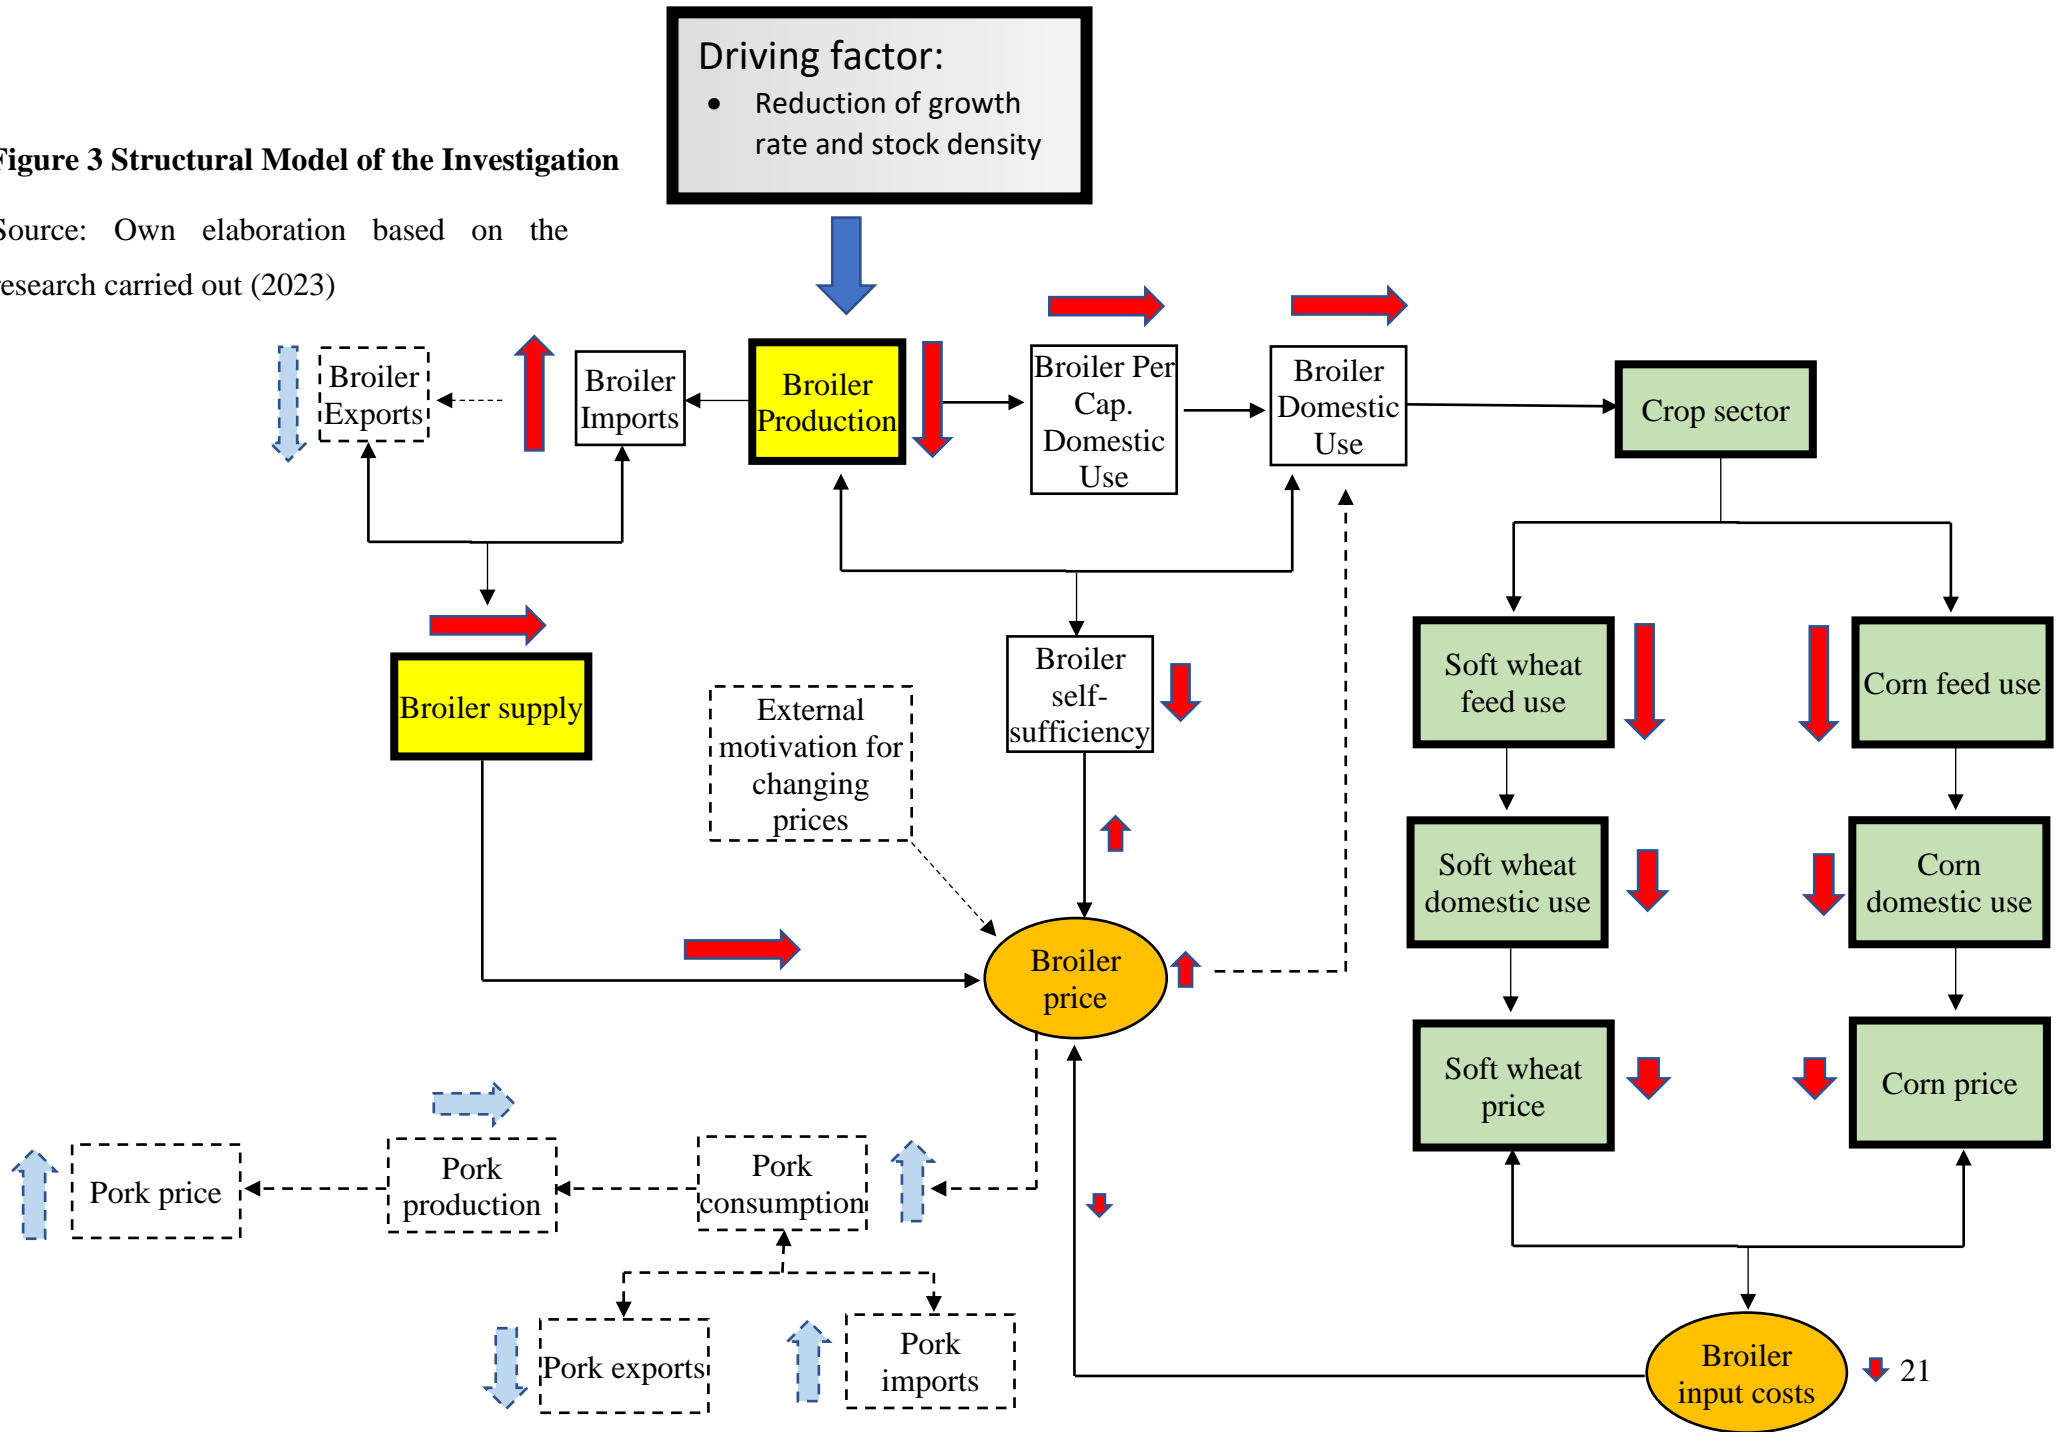 Driving factor:
• Reduction of growth
rate and stock density
Figure 3 Structural Model of the Investigation
Source: Own elaboration based on the
research carried out (2023)
Broiler
Exports
Broiler
Imports
Broiler
Production
Broiler Per
Cap.
Domestic
Use
Broiler
Domestic
Use
Crop sector
Broiler supply
External
motivation for
changing
prices
Broiler
self-
sufficiency
Soft wheat
feed use
Corn feed use
Soft wheat
domestic use
Corn
domestic use
Broiler
price
Soft wheat
price
Corn price
Pork price
Pork
production
Pork
consumption
Pork exports
Pork
imports
Broiler
input costs
21